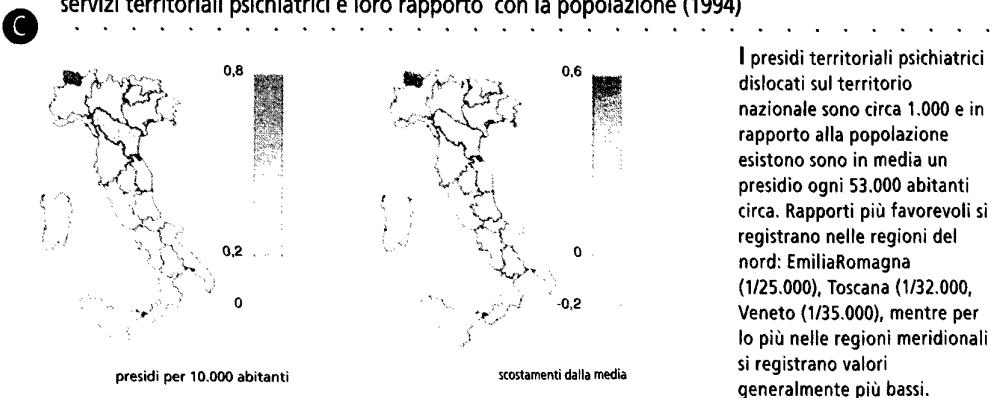 servizi territoriali psichiatrici e loro rapporto con la popolazione (1994)
C
0,8
0,2
0
presidi per 10.000 abitanti
0,6
0
-0,2
scostamenti dalla media
I presidi territoriali psichiatrici
dislocati sul territorio
nazionale sono circa 1.000 e in
rapporto alla popolazione
esistono sono in media un
presidio ogni 53.000 abitanti
circa. Rapporti più favorevoli si
registrano nelle regioni del
nord: EmiliaRomagna
(1/25.000), Toscana (1/32.000,
Veneto (1/35.000), mentre per
lo più nelle regioni meridionali
si registrano valori
generalmente più bassi.